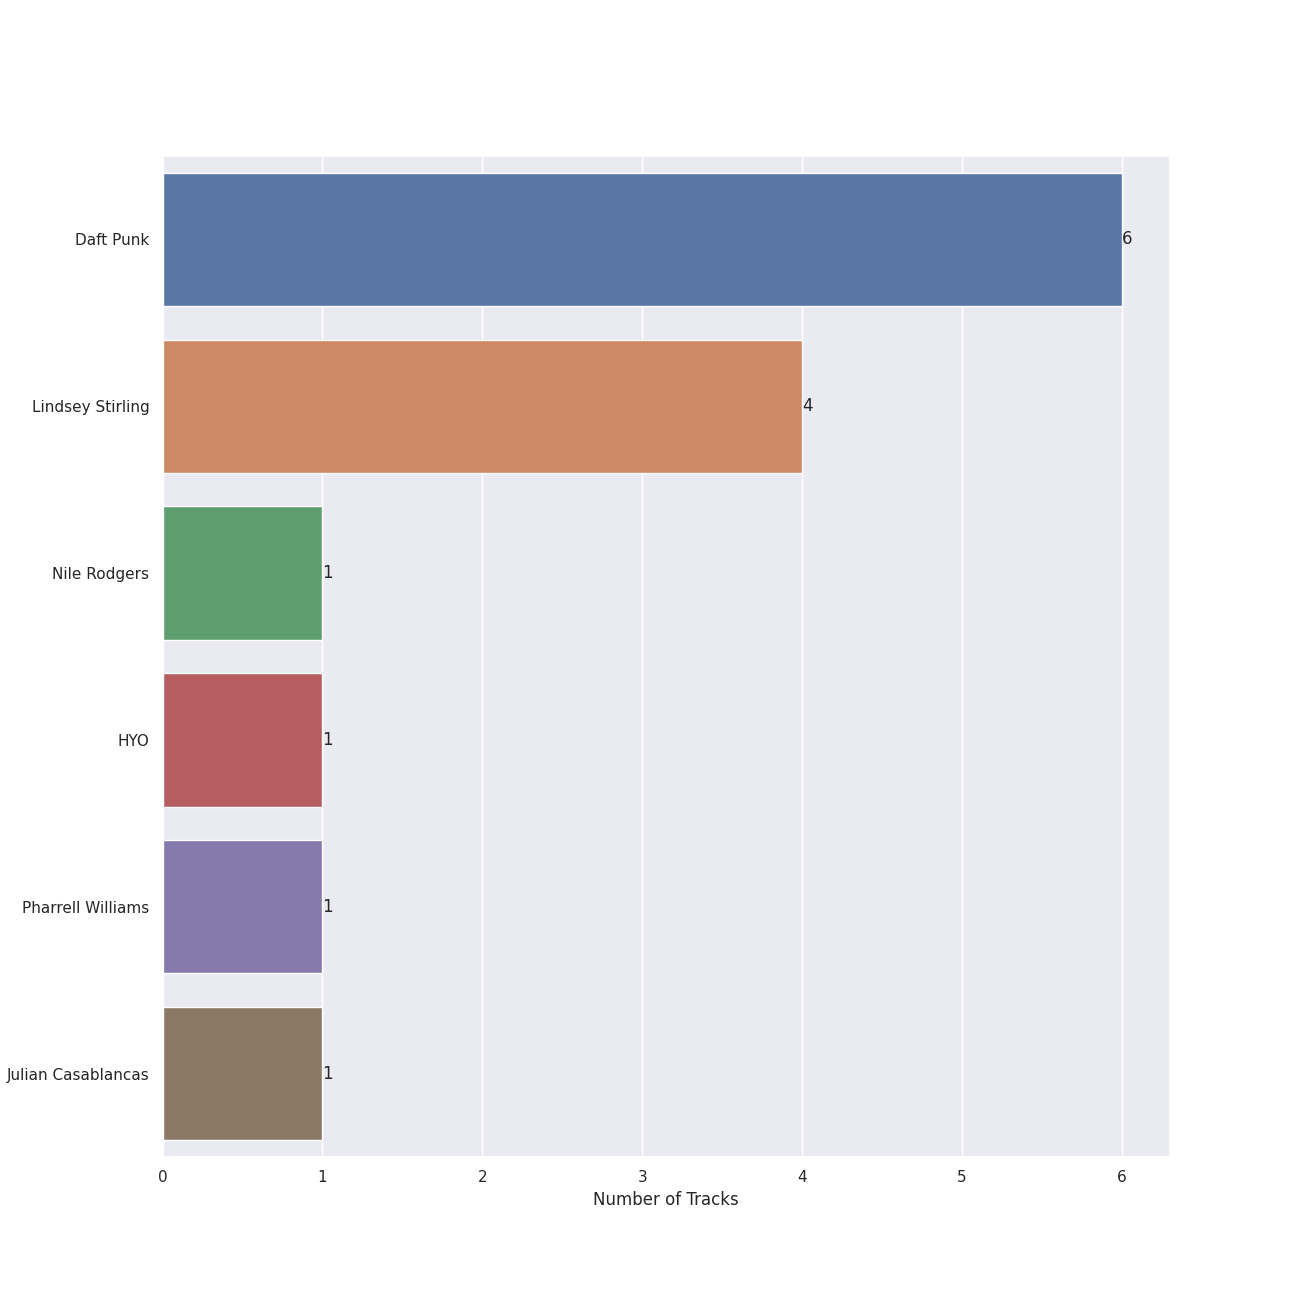 Daft Punk
6
Lindsey Stirling
4
Nile Rodgers
1
HYO
1
Pharrell Williams
1
Julian Casablancas
1
0 1 2 3 4 5 6
Number of Tracks